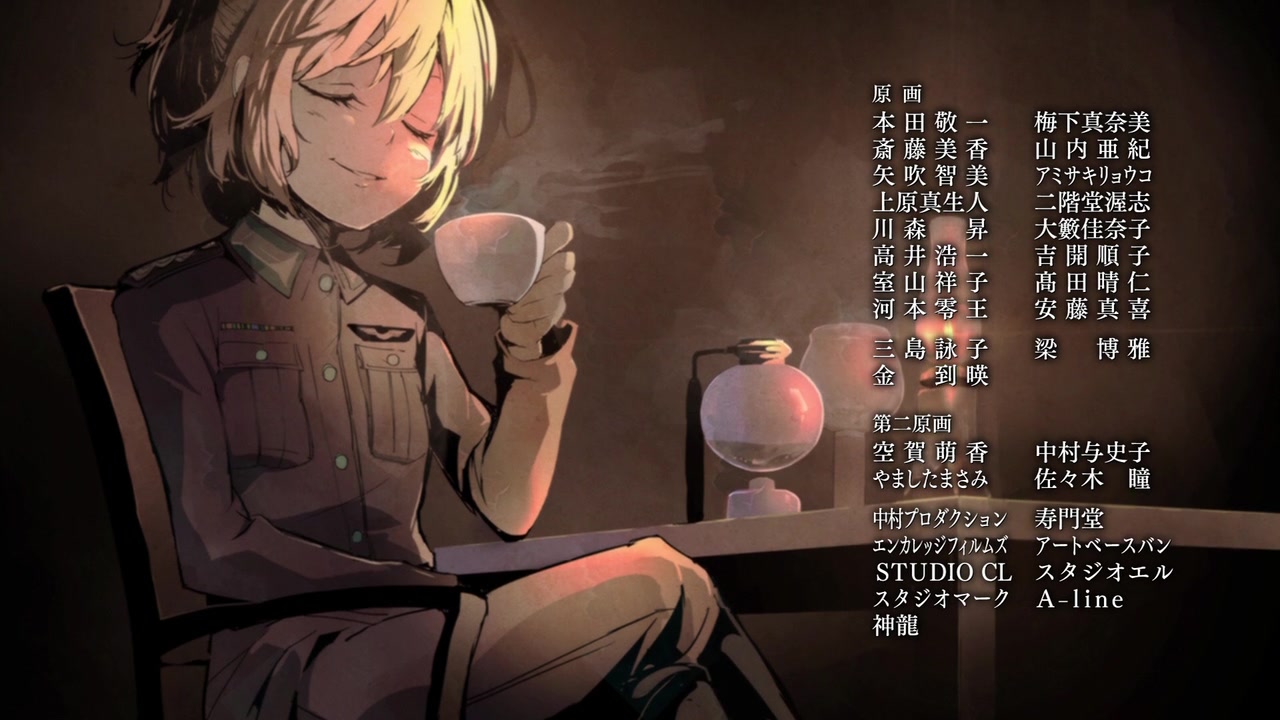 原画
本田敬一 梅下真奈美
斎藤美香 山内亜紀
矢吹智美 アミサキリョウコ
上原真生人 二階堂渥志
川森 昇 大籔佳奈子
高井浩一 吉開順子
室山祥子 髙田晴仁
河本零王 安藤真喜
三島詠子 梁 博雅
金 到暎
第二原画
空賀萌香 中村与史子
やましたまさみ 佐々木 瞳
中村プロダクション 寿門堂
エンカレッジフィルムズ アートベースバン
STUDIO CL スタジオエル
スタジオマーク A-line
神龍